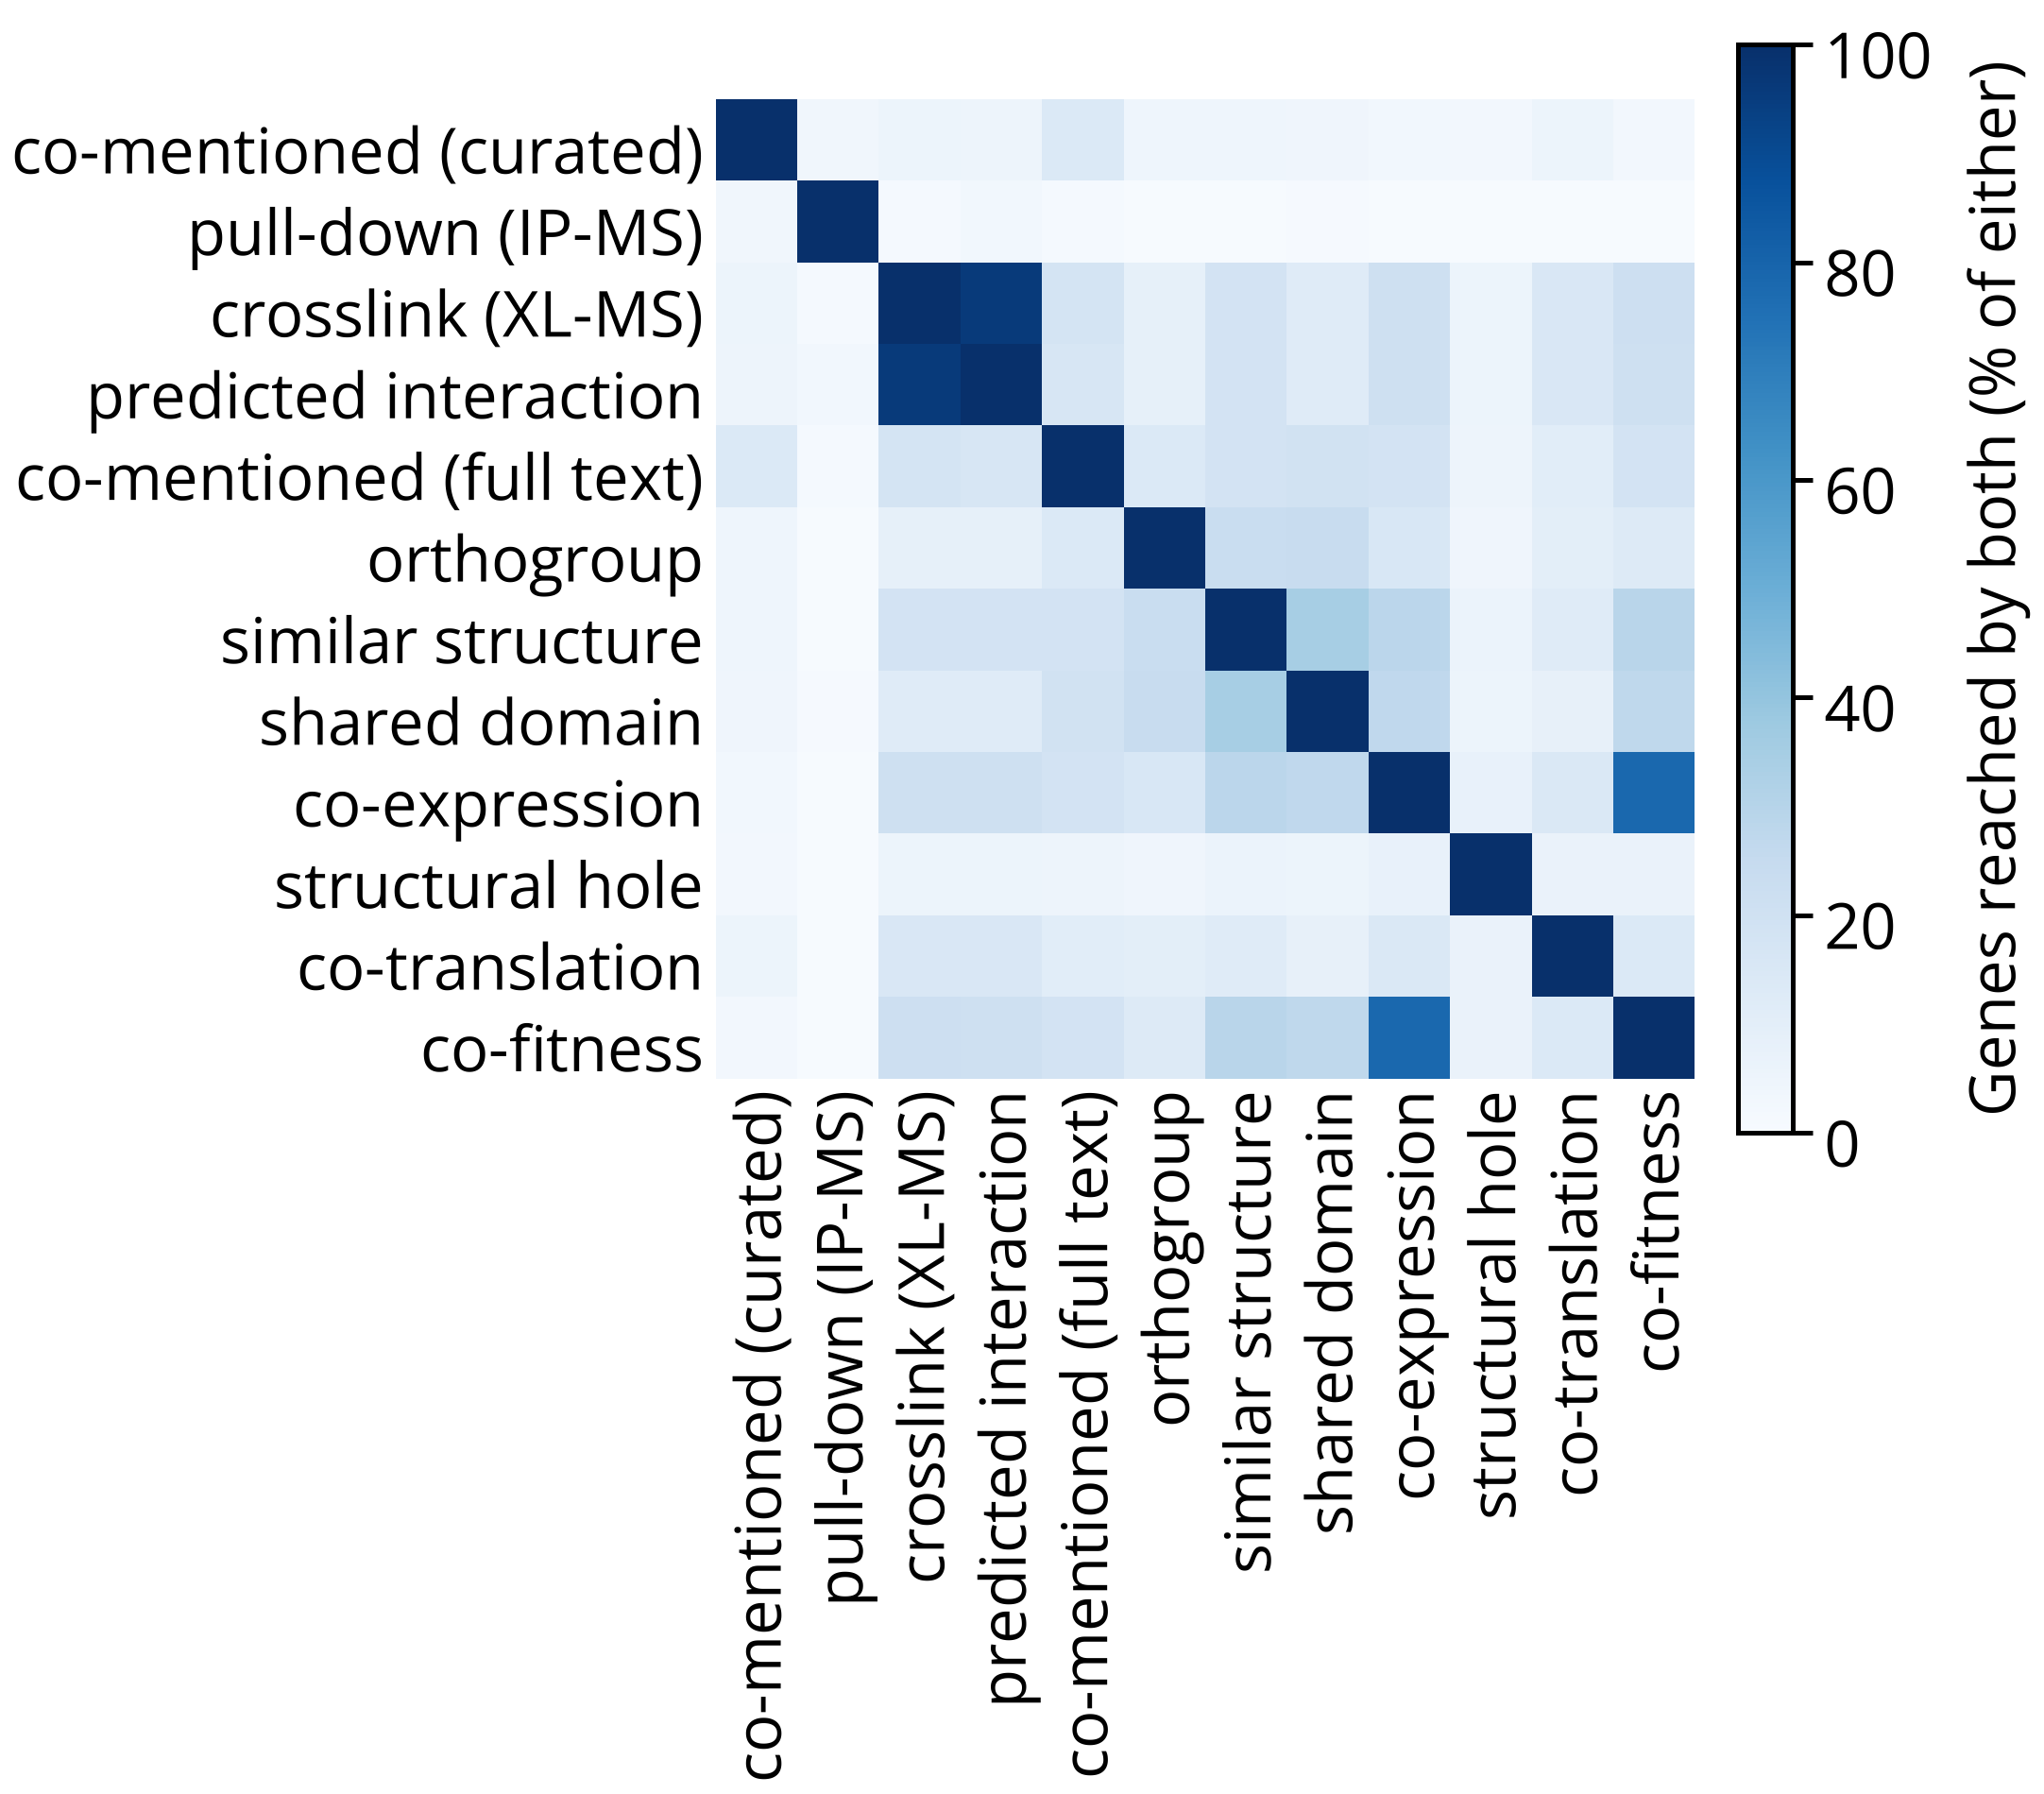 co-mentioned (curated)
pull-down (IP-MS)
crosslink (XL-MS)
predicted interaction
co-mentioned (full text)
orthogroup
similar structure
shared domain
co-expression
structural hole
co-translation
co-fitness
co-mentioned (curated)
pull-down (IP-MS)
crosslink (XL-MS)
predicted interaction
co-mentioned (full text)
orthogroup
similar structure
shared domain
co-expression
structural hole
co-translation
co-fitness
100
80
60
40
20
0
Genes reached by both (% of either)